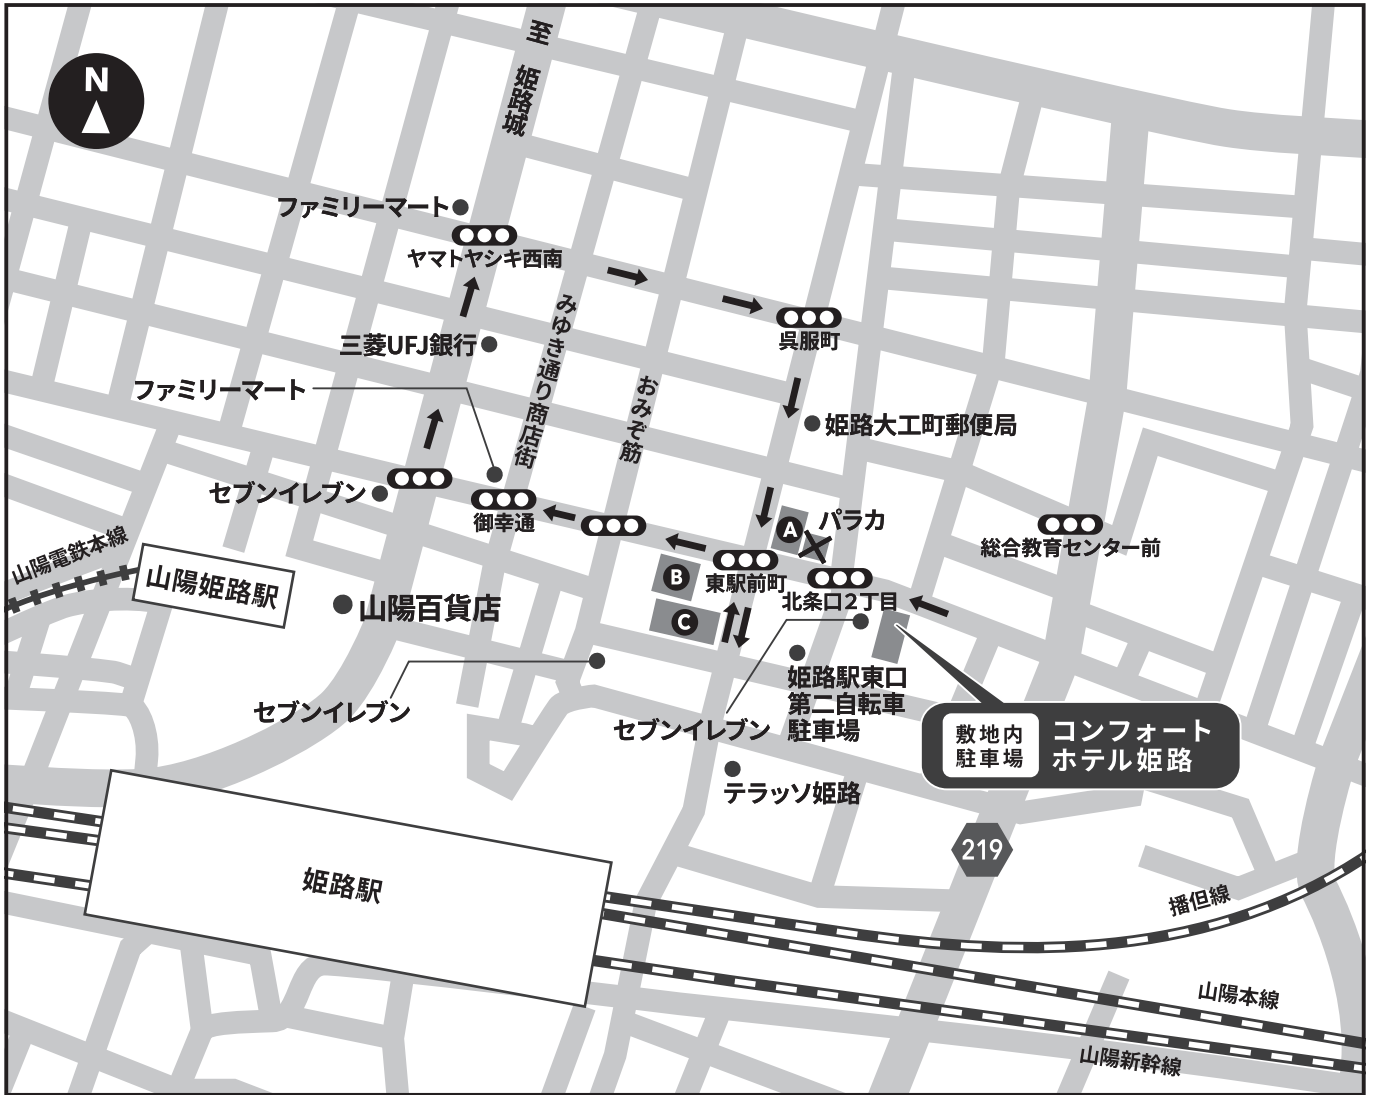 至 姫路城
N
ファミリーマート
ヤマトヤシキ西南
みゆき通り商店街
呉服町
三菱UFJ銀行
ファミリーマート
おみぞ筋
姫路大工町郵便局
セブンイレブン
御幸通
A
パラカ
総合教育センター前
山陽電鉄本線
山陽姫路駅
B
東駅前町
北条口2丁目
山陽百貨店
C
セブンイレブン
姫路駅東口
第二自転車
駐車場
セブンイレブン
敷地内
駐車場
コンフォート
ホテル姫路
テラッソ姫路
219
姫路駅
播但線
山陽本線
山陽新幹線